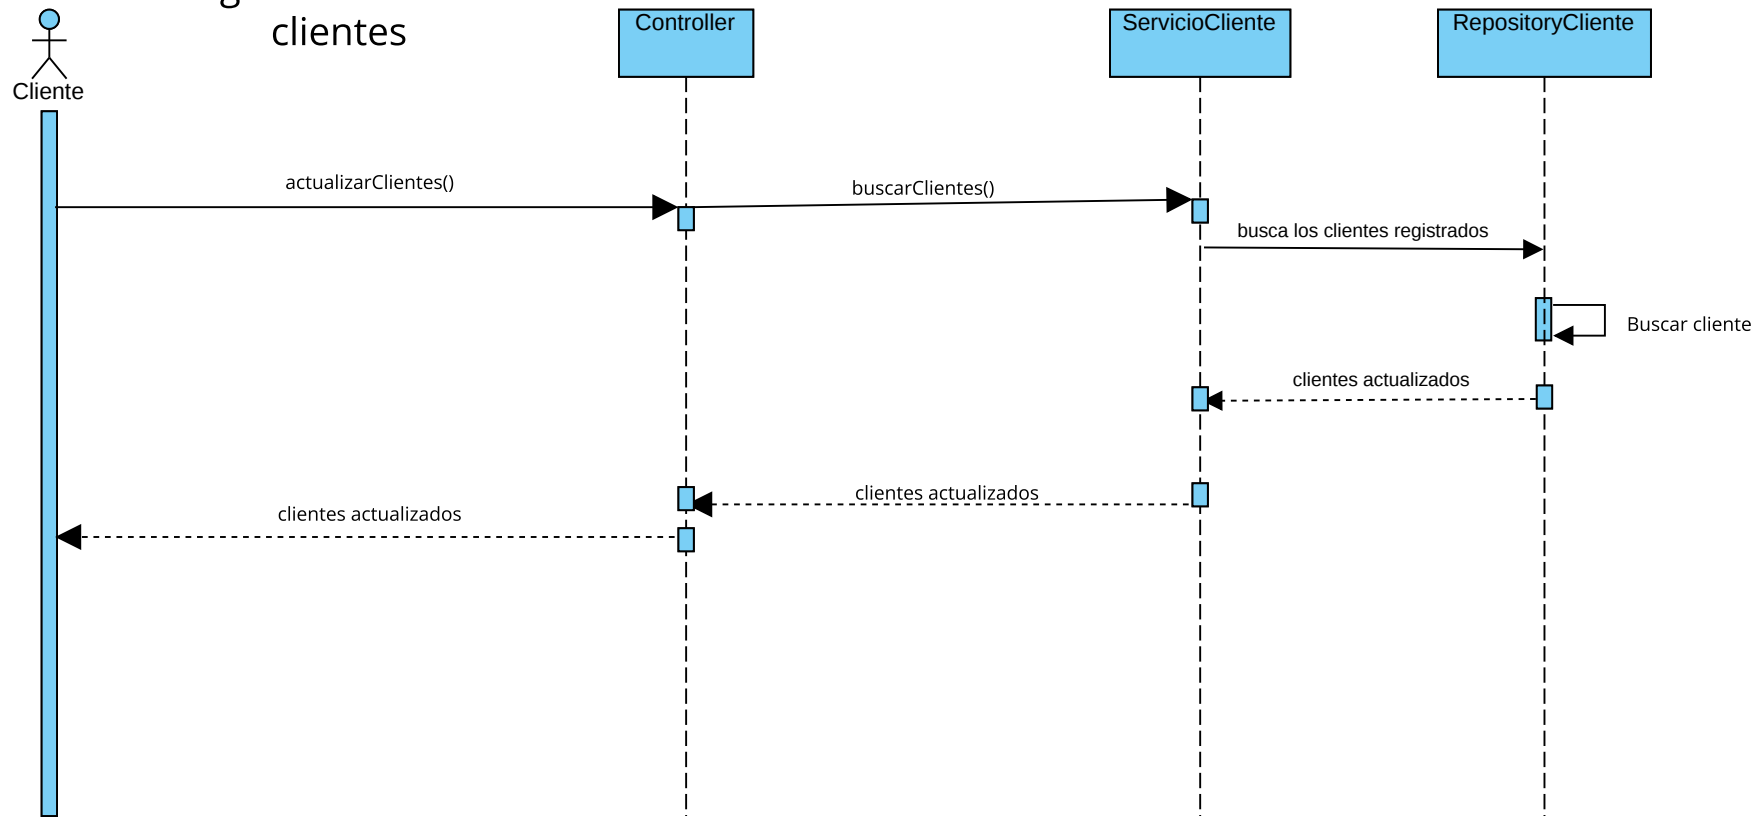 clientes
Cliente
Controller
ServicioCliente
RepositoryCliente
actualizarClientes()
buscarClientes()
busca los clientes registrados
Buscar cliente
clientes actualizados
clientes actualizados
clientes actualizados